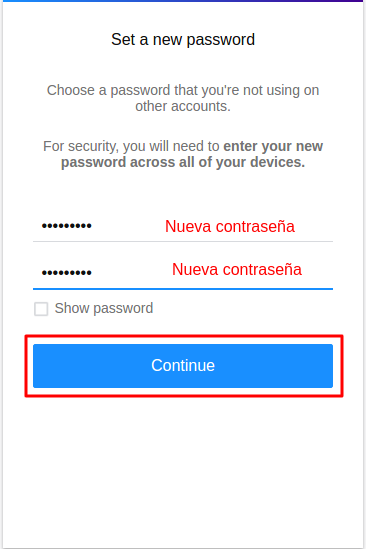 Set a new password
Choose a password that you're not using on
other accounts.
For security, you will need to enter your new
password across all of your devices.
••••••••• Nueva contraseña
••••••••• Nueva contraseña
Show password
Continue